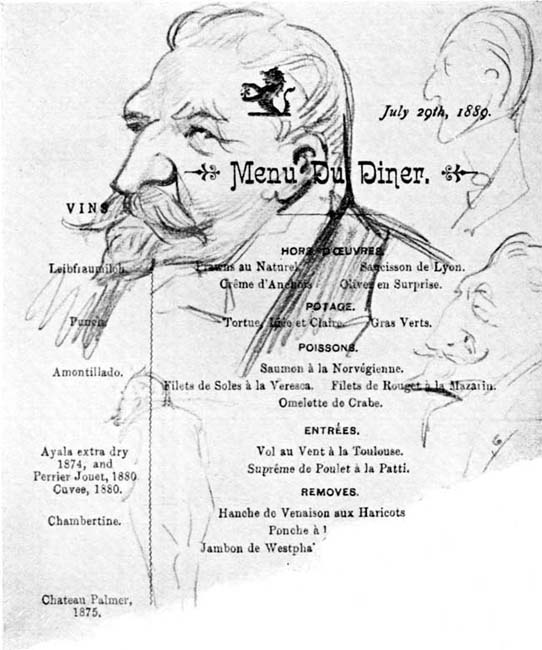 July 29th, 1889.
Menu Du Diner.
VINS
HORS D'ŒUVRES.
Leibfraumilch. Prawns au Naturel. Saucisson de Lyon.
Crême d'Anchois Olives en Surprise.
POTAGE.
Punch. Tortue, Liée et Claire. Gras Verts.
POISSONS.
Amontillado. Saumon à la Norvégienne.
Filets de Soles à la Veresca. Filets de Rouget à la Mazarin.
Omelette de Crabe.
ENTRÉES.
Ayala extra dry Vol au Vent à la Toulouse.
1874, and
Perrier Jouet, 1880 Supréme de Poulet à la Patti.
Cuvee, 1880.
REMOVES.
Chambertine. Hanche de Venaison aux Haricots
Ponche à
Jambon de Westpha
Chateau Palmer,
1875.